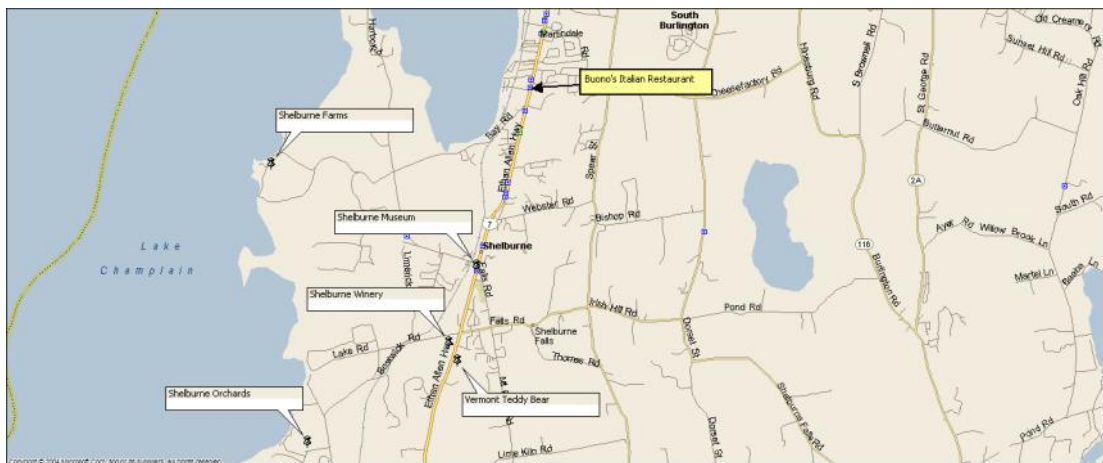 South
Burlington
Harbor Rd
Martindale
Rd
Old Creamery
Sunset Hill Rd
Oak Hill Rd
Buono's Italian Restaurant
Cheesefactory Rd
Hinesburg Rd
S Brownell Rd
St George Rd
Shelburne Farms
Bay Rd
Ethan Allen Hwy
Spear St
Butternut Rd
2A
Webster Rd
Bishop Rd
South Rd
Shelburne Museum
7
Shelburne
Lake
Champlain
116
Ayer Rd
Willow Brook Ln
Limerick
Falls Rd
Burlington Rd
Martel Ln
Ln
Shelburne Winery
Irish Hill Rd
Pond Rd
Falls Rd
Shelburne
Falls
Dorset St
Lake Rd
Bostwick Rd
Thomas Rd
Ethan Allen Hwy
Shelburne Orchards
Vermont Teddy Bear
Shelburne Falls Rd
Dorset St
Pond Rd
Lime Kiln Rd